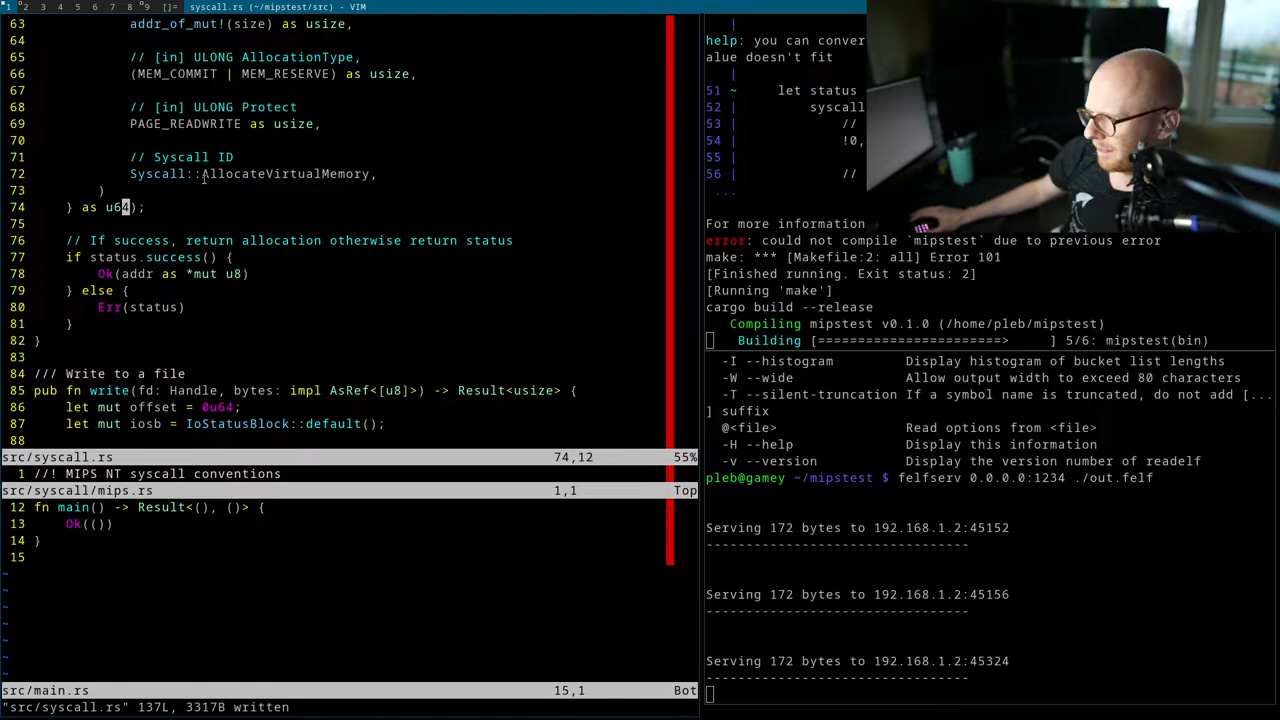 1 2 3 4 5 6 7 8 9 []= syscall.rs (~/mipstest/src) - VIM
63             addr_of_mut!(size) as usize,
64
65             // [in] ULONG AllocationType,
66             (MEM_COMMIT | MEM_RESERVE) as usize,
67
68             // [in] ULONG Protect
69             PAGE_READWRITE as usize,
70
71             // Syscall ID
72             Syscall::AllocateVirtualMemory,
73         )
74     } as u64);
75
76     // If success, return allocation otherwise return status
77     if status.success() {
78         Ok(addr as *mut u8)
79     } else {
80         Err(status)
81     }
82 }
83
84 /// Write to a file
85 pub fn write(fd: Handle, bytes: impl AsRef<[u8]>) -> Result<usize> {
86     let mut offset = 0u64;
87     let mut iosb = IoStatusBlock::default();
88
src/syscall.rs 74,12 55%
1 //! MIPS NT syscall conventions
src/syscall/mips.rs 1,1 Top
12 fn main() -> Result<(), ()> {
13     Ok(())
14 }
15
~
~
~
~
~
~
~
src/main.rs 15,1 Bot
"src/syscall.rs" 137L, 3317B written
|
help: you can conver
alue doesn't fit
|
51 ~     let status
52 |         syscall
53 |             //
54 |             !0,
55 |
56 |             //
...
For more information
error: could not compile `mipstest` due to previous error
make: *** [Makefile:2: all] Error 101
[Finished running. Exit status: 2]
[Running 'make']
cargo build --release
Compiling mipstest v0.1.0 (/home/pleb/mipstest)
Building [=======================>    ] 5/6: mipstest(bin)
-I --histogram Display histogram of bucket list lengths
-W --wide Allow output width to exceed 80 characters
-T --silent-truncation If a symbol name is truncated, do not add [...
] suffix
@<file> Read options from <file>
-H --help Display this information
-v --version Display the version number of readelf
pleb@gamey ~/mipstest $ felfserv 0.0.0.0:1234 ./out.felf
Serving 172 bytes to 192.168.1.2:45152
---------------------------------
Serving 172 bytes to 192.168.1.2:45156
---------------------------------
Serving 172 bytes to 192.168.1.2:45324
---------------------------------